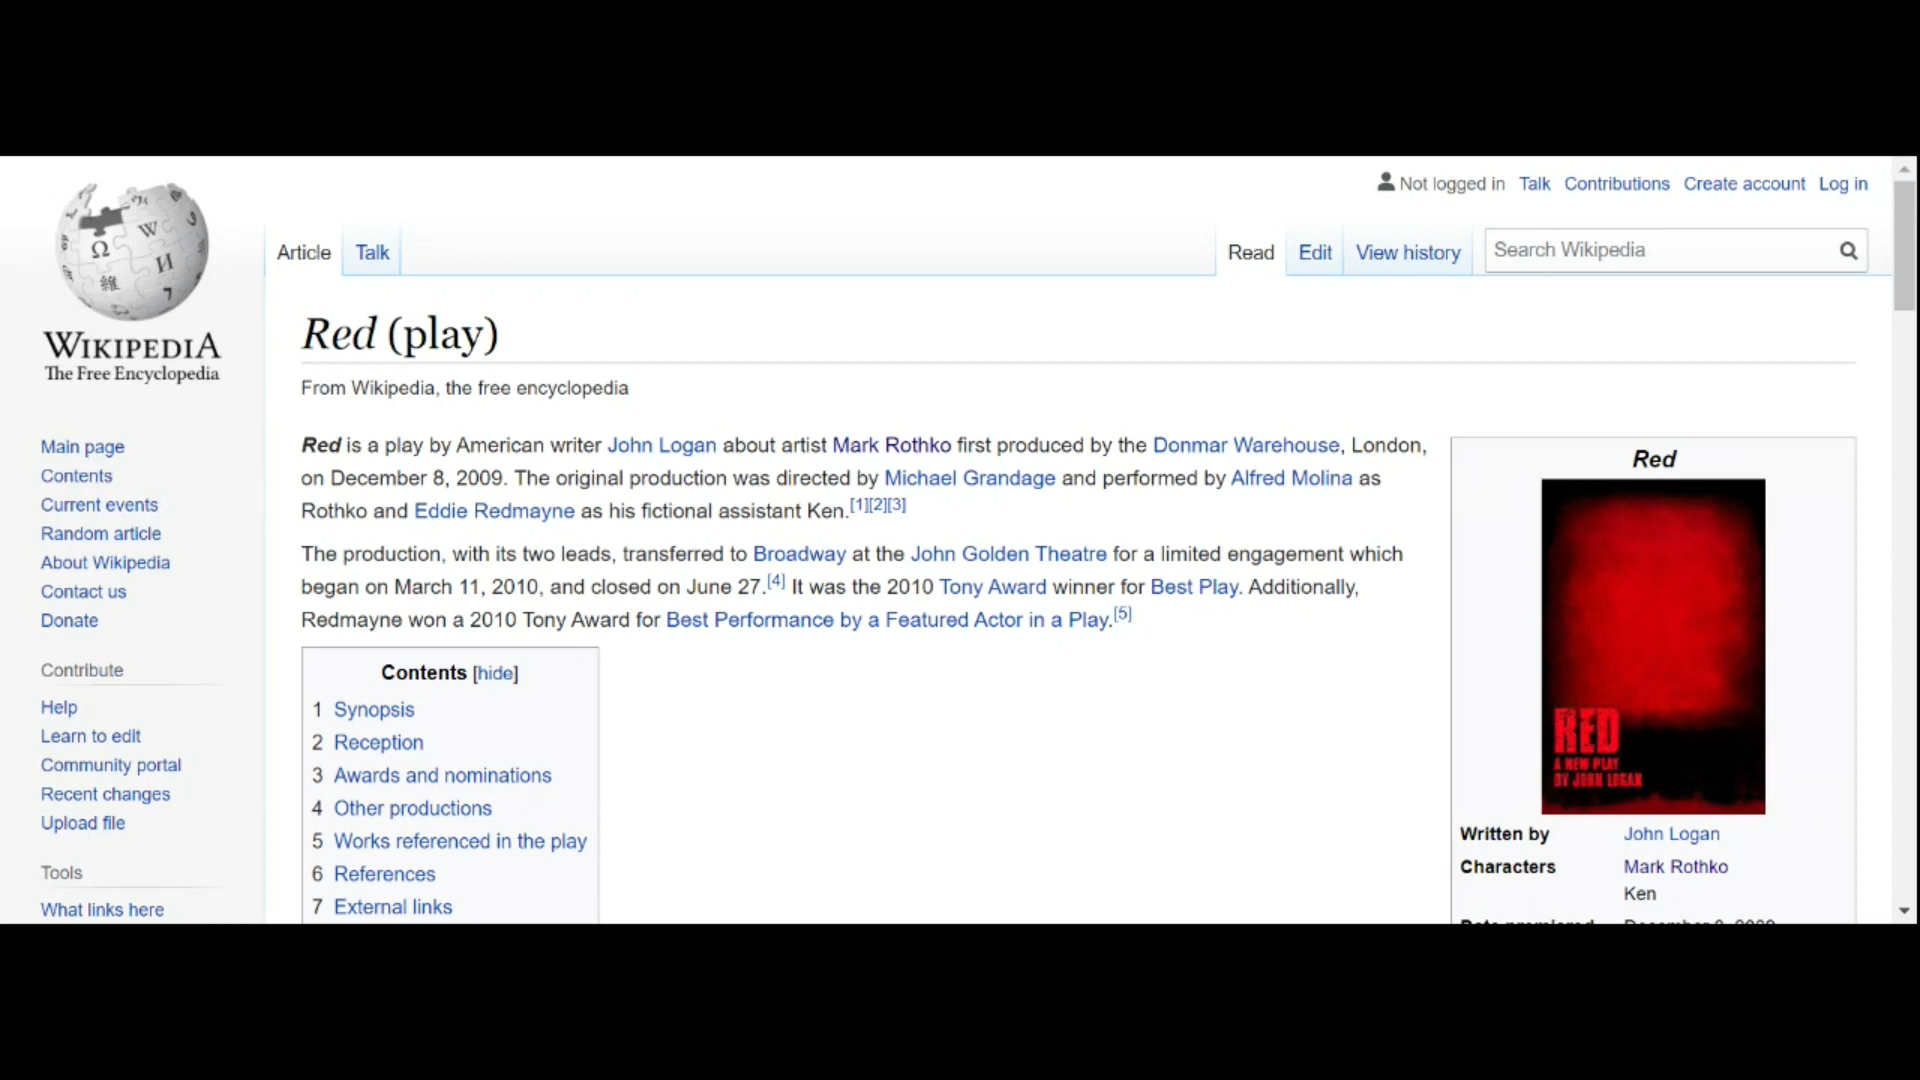 Not logged in Talk Contributions Create account Log in
Article Talk Read Edit View history Search Wikipedia
WIKIPEDIA
The Free Encyclopedia
Main page
Contents
Current events
Random article
About Wikipedia
Contact us
Donate
Contribute
Help
Learn to edit
Community portal
Recent changes
Upload file
Tools
What links here
Red (play)
From Wikipedia, the free encyclopedia
Red is a play by American writer John Logan about artist Mark Rothko first produced by the Donmar Warehouse, London,
on December 8, 2009. The original production was directed by Michael Grandage and performed by Alfred Molina as
Rothko and Eddie Redmayne as his fictional assistant Ken.[1][2][3]
The production, with its two leads, transferred to Broadway at the John Golden Theatre for a limited engagement which
began on March 11, 2010, and closed on June 27.[4] It was the 2010 Tony Award winner for Best Play. Additionally,
Redmayne won a 2010 Tony Award for Best Performance by a Featured Actor in a Play.[5]
Contents [hide]
1 Synopsis
2 Reception
3 Awards and nominations
4 Other productions
5 Works referenced in the play
6 References
7 External links
Red
RED
A NEW PLAY
BY JOHN LOGAN
Written by John Logan
Characters Mark Rothko
Ken
Date premiered December 8, 2009